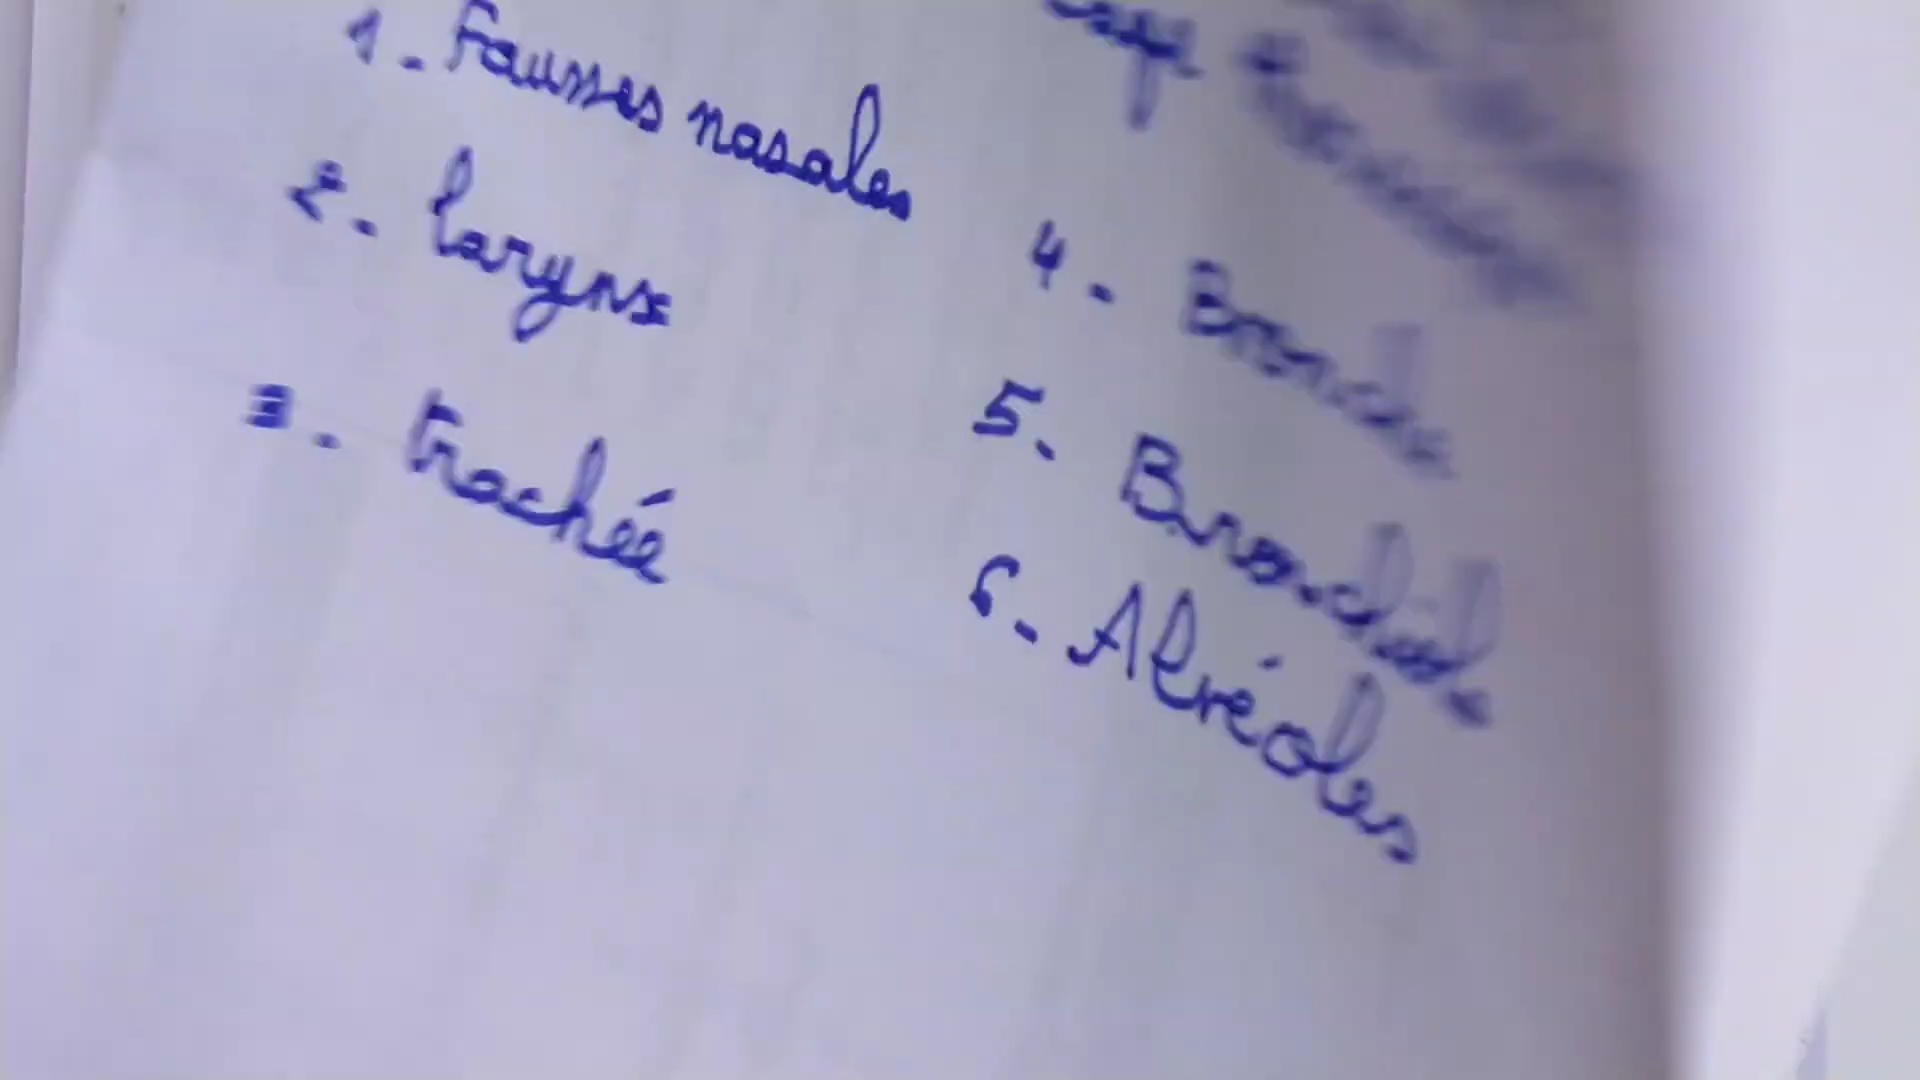 1. Fausses nasales
2. larynx
3. trachée
4. Bronche
5. Bronchiole
6. Alvéoles